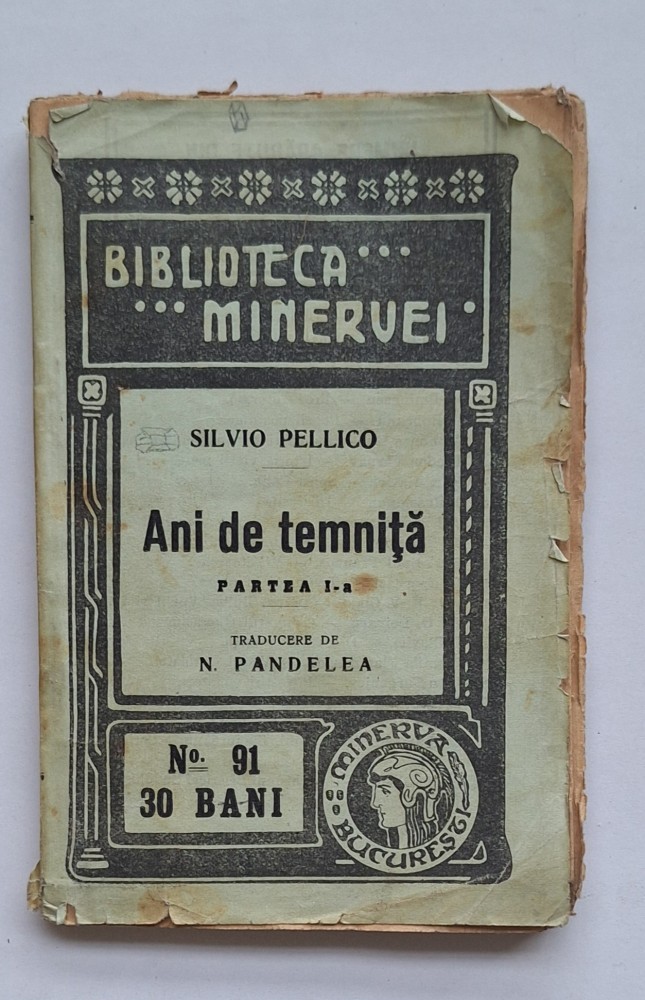 BIBLIOTECA
MINERVEI
SILVIO PELLICO
Ani de temniţă
PARTEA I-a
TRADUCERE DE
N. PANDELEA
No. 91
30 BANI
MINERVA
BUCUREŞTI